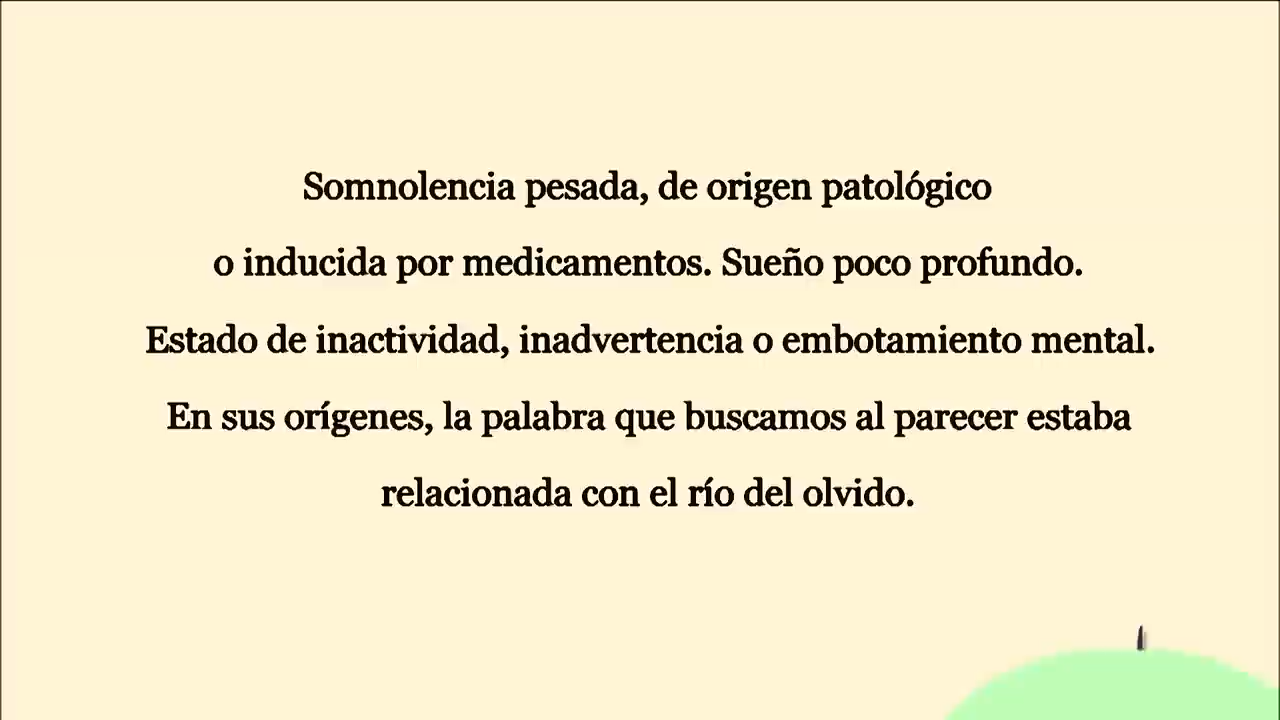 Somnolencia pesada, de origen patológico
o inducida por medicamentos. Sueño poco profundo.
Estado de inactividad, inadvertencia o embotamiento mental.
En sus orígenes, la palabra que buscamos al parecer estaba
relacionada con el río del olvido.